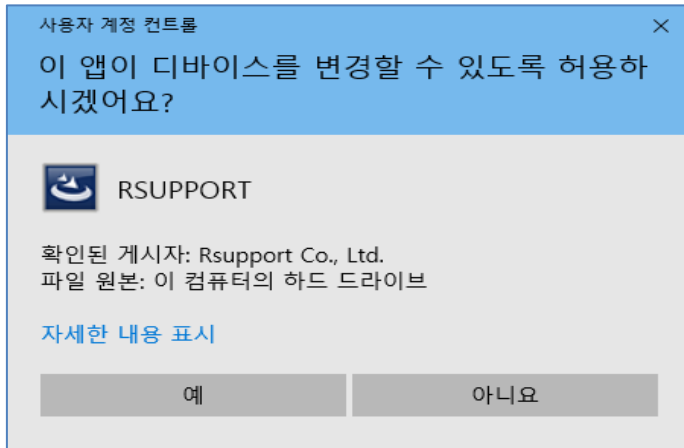 사용자 계정 컨트롤
이 앱이 디바이스를 변경할 수 있도록 허용하
시겠어요?
RSUPPORT
확인된 게시자: Rsupport Co., Ltd.
파일 원본: 이 컴퓨터의 하드 드라이브
자세한 내용 표시
예
아니요